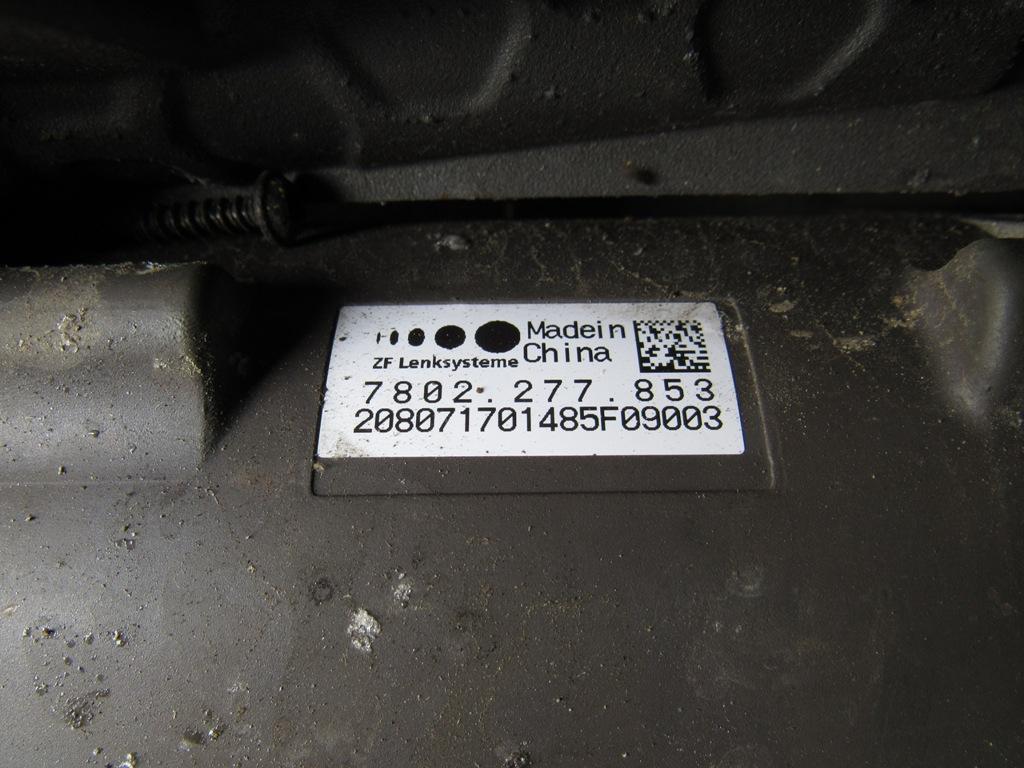 Madein
China
ZF Lenksysteme
7802.277.853
208071701485F09003